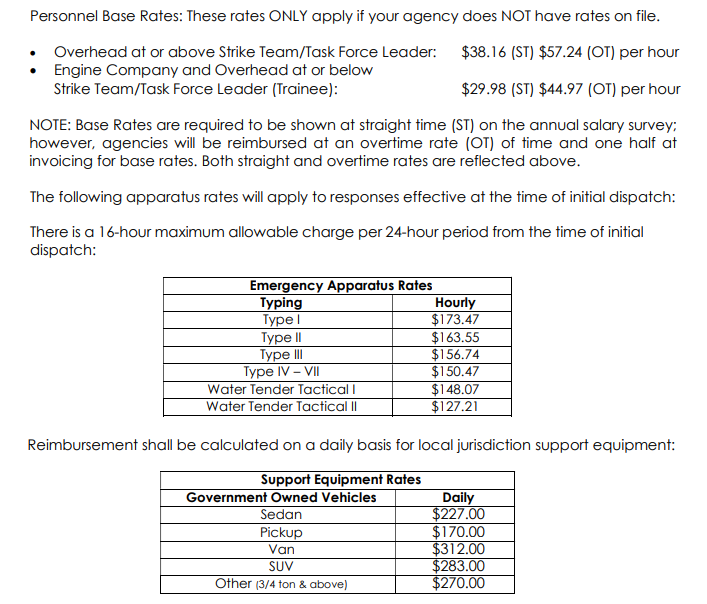 Personnel Base Rates: These rates ONLY apply if your agency does NOT have rates on file.
• Overhead at or above Strike Team/Task Force Leader: $38.16 (ST) $57.24 (OT) per hour
• Engine Company and Overhead at or below
Strike Team/Task Force Leader (Trainee): $29.98 (ST) $44.97 (OT) per hour
NOTE: Base Rates are required to be shown at straight time (ST) on the annual salary survey;
however, agencies will be reimbursed at an overtime rate (OT) of time and one half at
invoicing for base rates. Both straight and overtime rates are reflected above.
The following apparatus rates will apply to responses effective at the time of initial dispatch:
There is a 16-hour maximum allowable charge per 24-hour period from the time of initial
dispatch:
Emergency Apparatus Rates
Typing Hourly
Type I $173.47
Type II $163.55
Type III $156.74
Type IV – VII $150.47
Water Tender Tactical I $148.07
Water Tender Tactical II $127.21
Reimbursement shall be calculated on a daily basis for local jurisdiction support equipment:
Support Equipment Rates
Government Owned Vehicles Daily
Sedan $227.00
Pickup $170.00
Van $312.00
SUV $283.00
Other (3/4 ton & above) $270.00